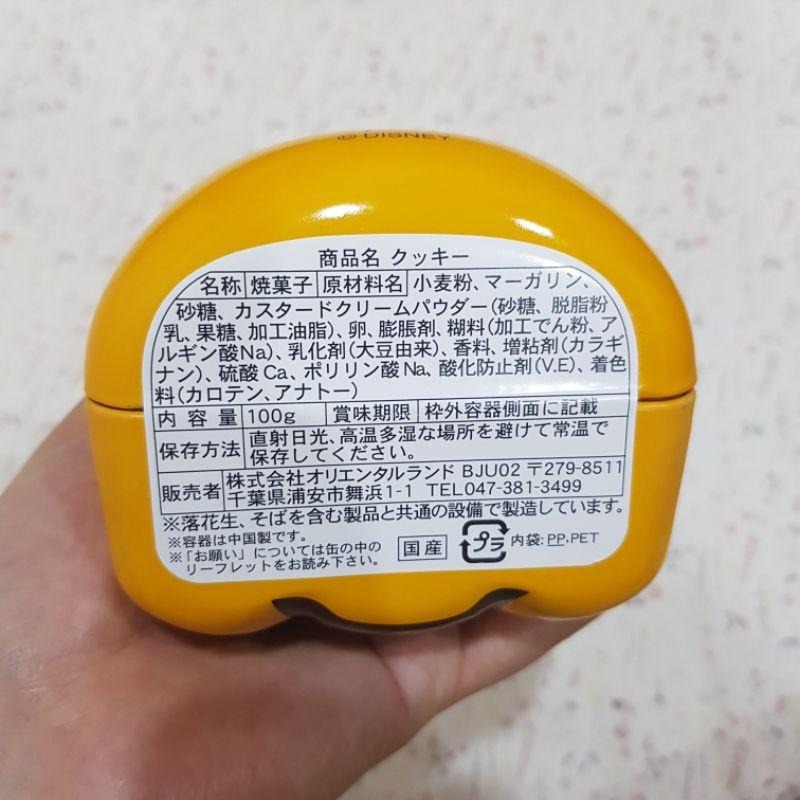 © DISNEY
商品名 クッキー
名称 焼菓子 原材料名 小麦粉、マーガリン、
砂糖、カスタードクリームパウダー(砂糖、脱脂粉
乳、果糖、加工油脂)、卵、膨脹剤、糊料(加工でん粉、ア
ルギン酸Na)、乳化剤(大豆由来)、香料、増粘剤(カラギ
ナン)、硫酸Ca、ポリリン酸Na、酸化防止剤(V.E)、着色
料(カロテン、アナトー)
内容量 100g 賞味期限 枠外容器側面に記載
保存方法 直射日光、高温多湿な場所を避けて常温で
保存してください。
販売者 株式会社オリエンタルランド BJU02 〒279-8511
千葉県浦安市舞浜1-1 TEL047-381-3499
※落花生、そばを含む製品と共通の設備で製造しています。
※容器は中国製です。
※「お願い」については缶の中の
リーフレットをお読み下さい。
国産 プラ 内袋:PP,PET